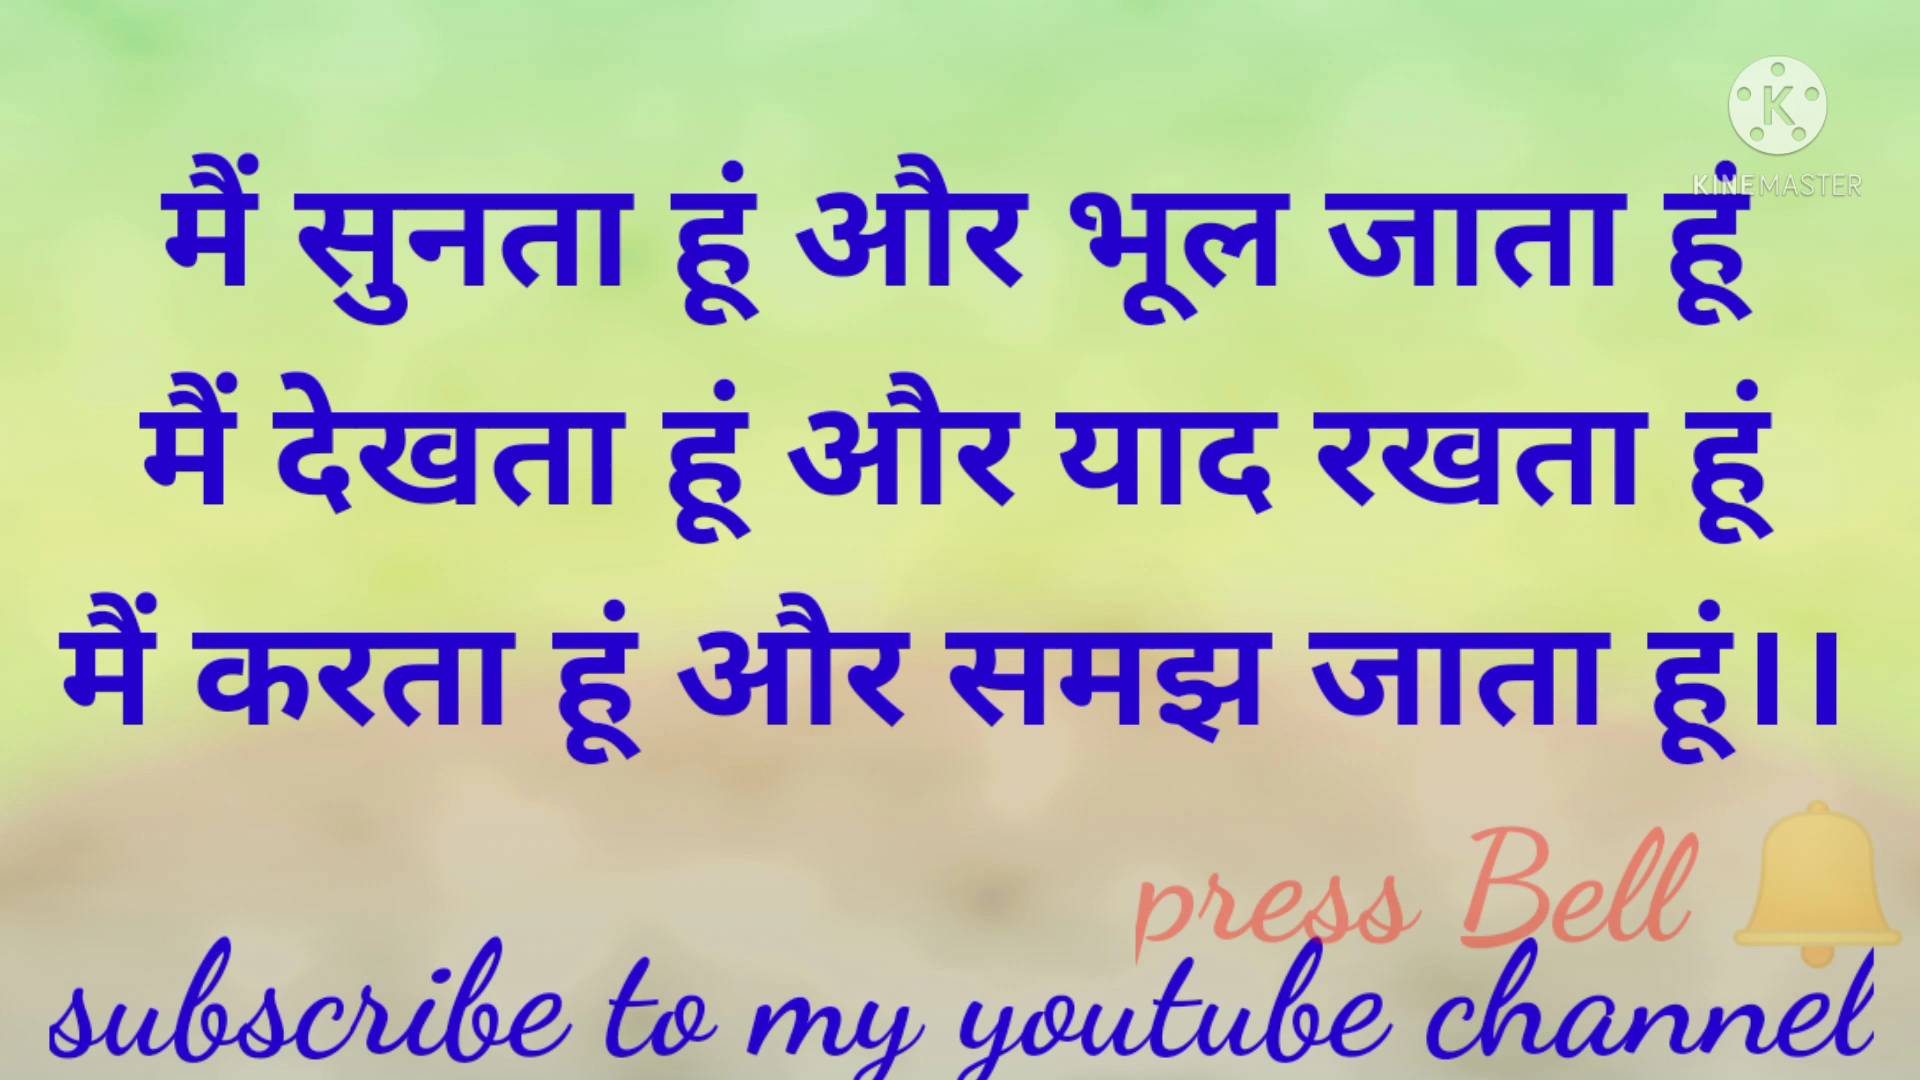 K
KINEMASTER
मैं सुनता हूं और भूल जाता हूं
मैं देखता हूं और याद रखता हूं
मैं करता हूं और समझ जाता हूं।।
press Bell
subscribe to my youtube channel